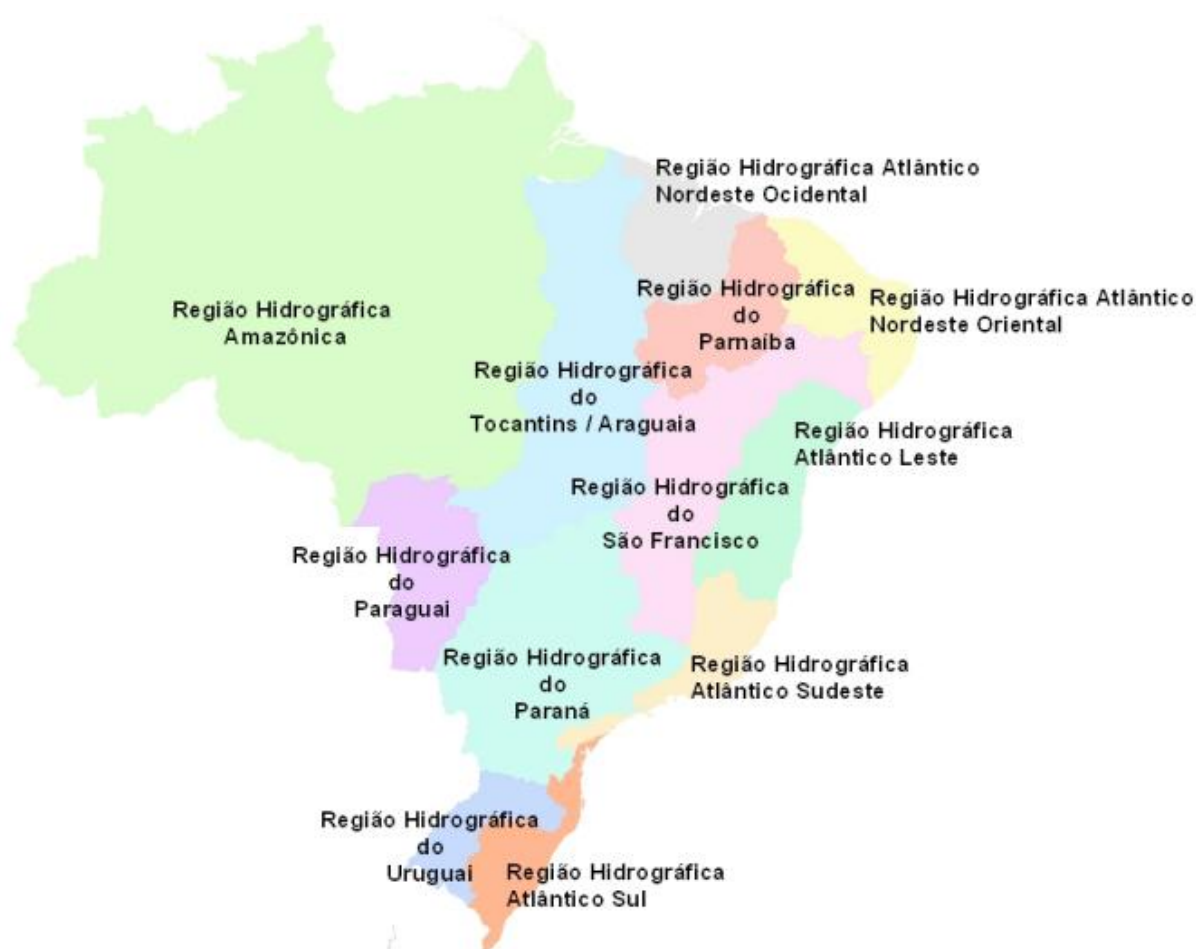 Região Hidrográfica Atlântico
Nordeste Ocidental
Região Hidrográfica
do
Parnaíba
Região Hidrográfica Atlântico
Nordeste Oriental
Região Hidrográfica
Amazônica
Região Hidrográfica
do
Tocantins / Araguaia
Região Hidrográfica
Atlântico Leste
Região Hidrográfica
do
São Francisco
Região Hidrográfica
do
Paraguai
Região Hidrográfica
do
Paraná
Região Hidrográfica
Atlântico Sudeste
Região Hidrográfica
do
Uruguai
Região Hidrográfica
Atlântico Sul